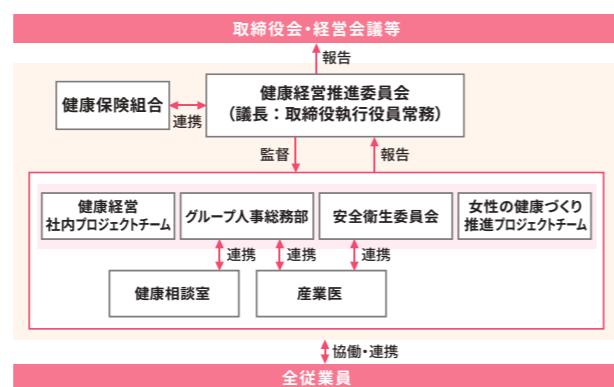 取締役会・経営会議等
報告
健康保険組合
連携
健康経営推進委員会
（議長：取締役執行役員常務）
監督
報告
健康経営
社内プロジェクトチーム
グループ人事総務部
安全衛生委員会
女性の健康づくり
推進プロジェクトチーム
連携
連携
連携
健康相談室
産業医
協働・連携
全従業員